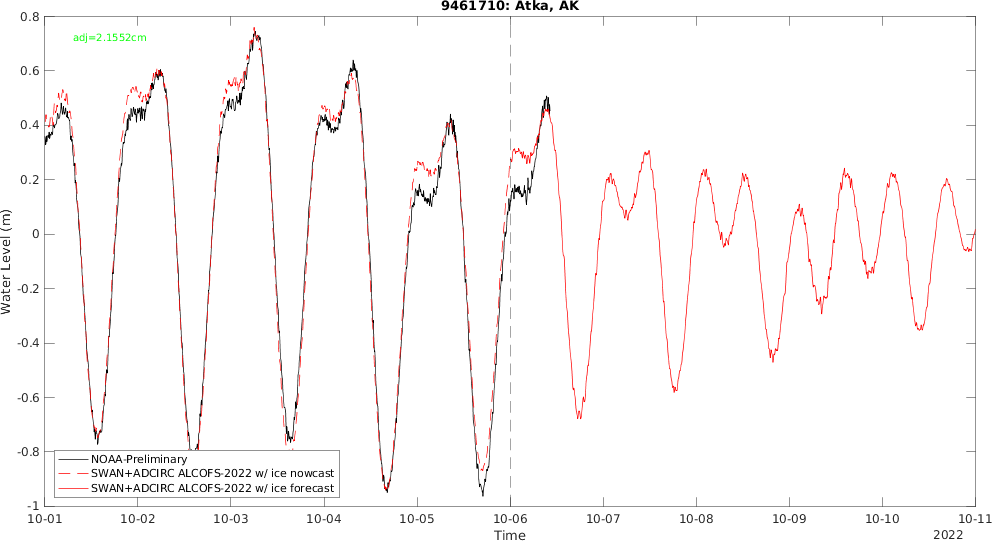 9461710: Atka, AK
adj=2.1552cm
0.8
0.6
0.4
0.2
0
-0.2
-0.4
-0.6
-0.8
-1
Water Level (m)
NOAA-Preliminary
SWAN+ADCIRC ALCOFS-2022 w/ ice nowcast
SWAN+ADCIRC ALCOFS-2022 w/ ice forecast
10-01 10-02 10-03 10-04 10-05 10-06 10-07 10-08 10-09 10-10 10-11
Time
2022